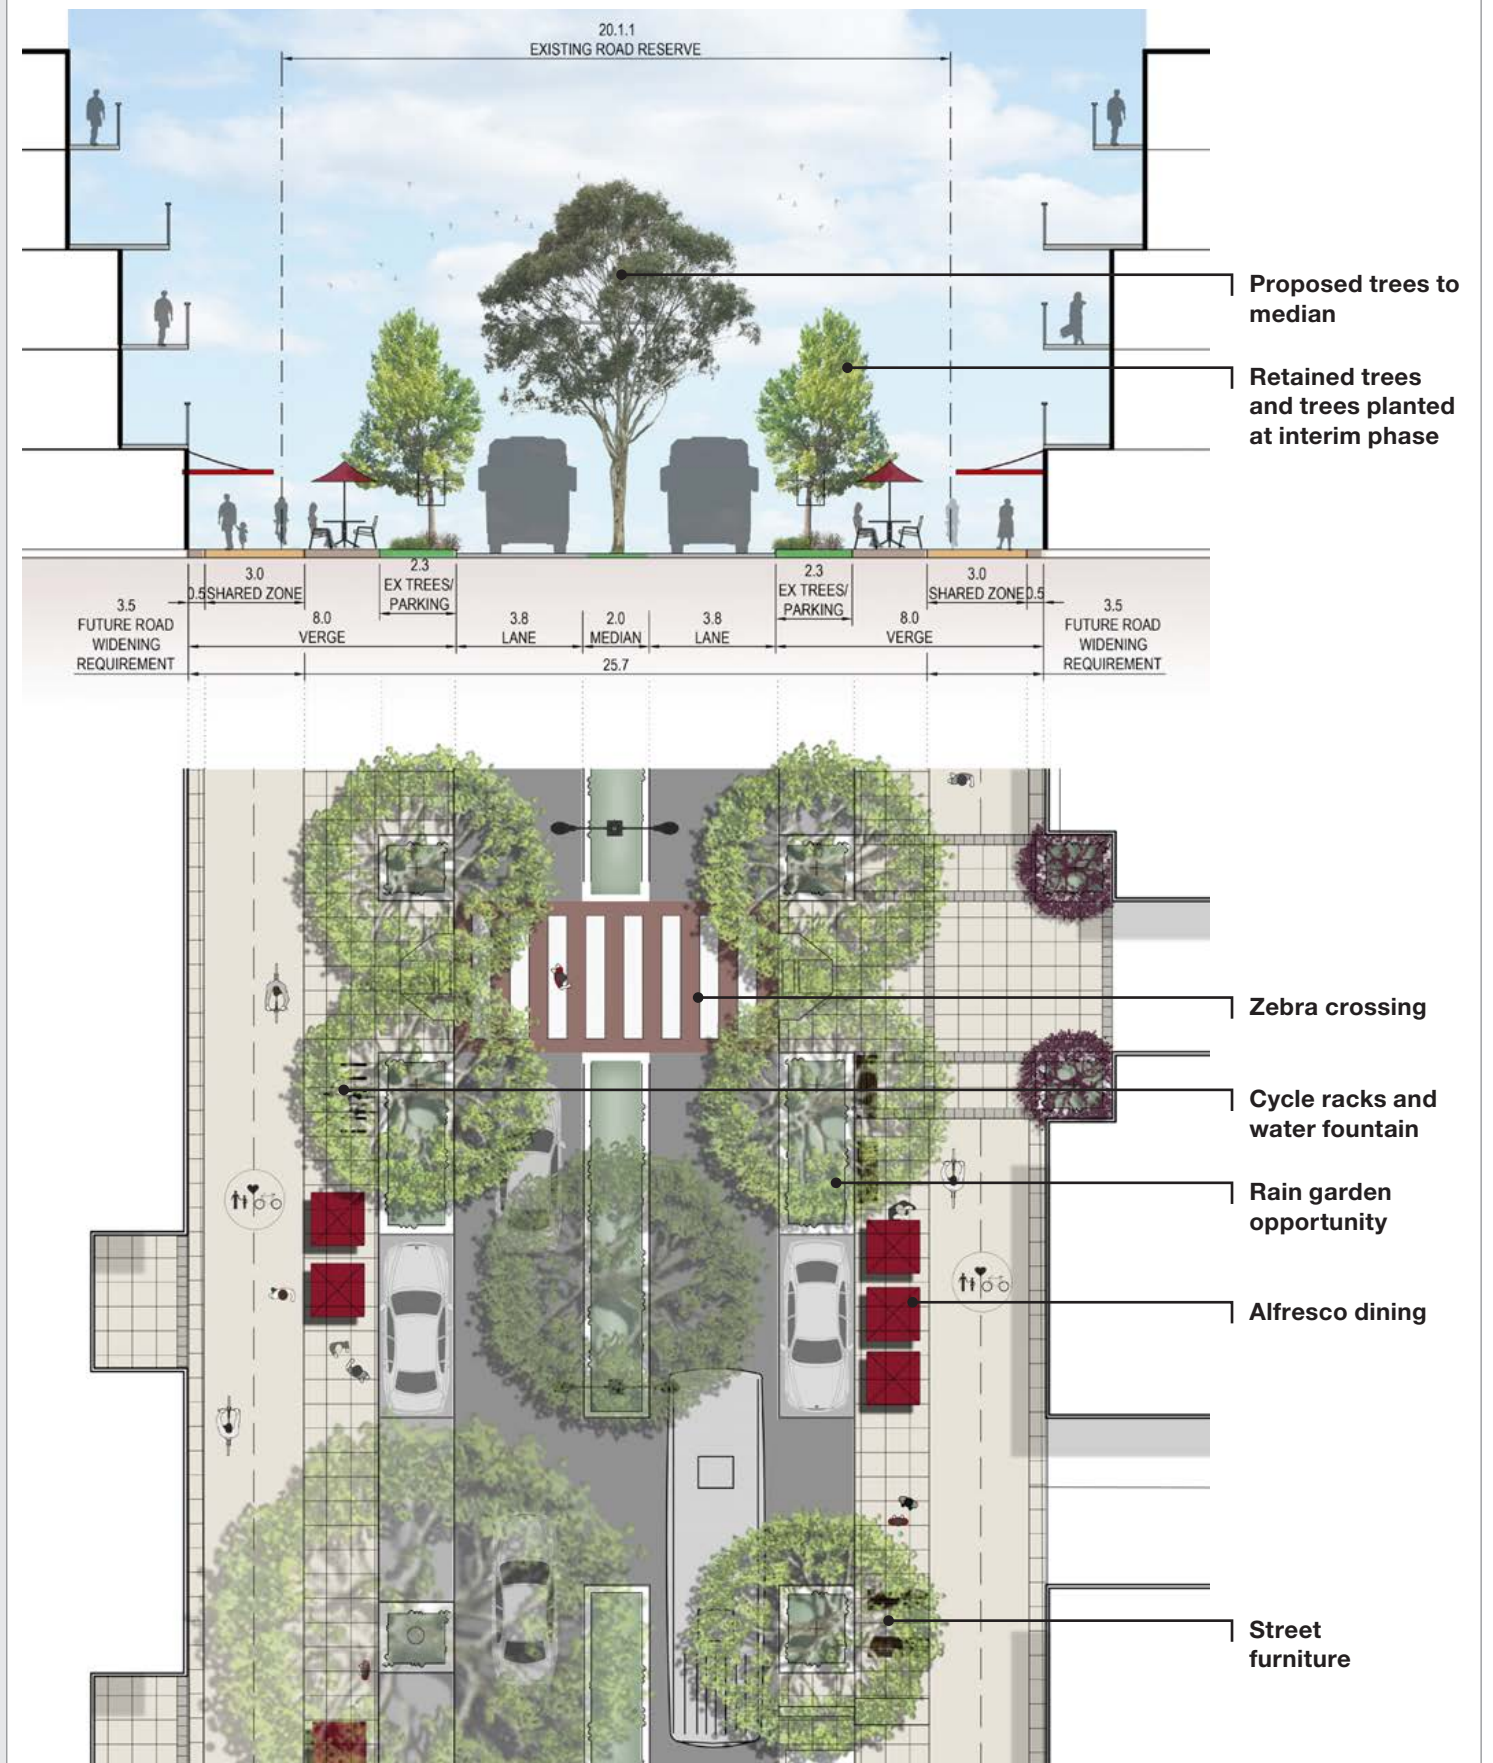 20.1.1
EXISTING ROAD RESERVE
Proposed trees to
median
Retained trees
and trees planted
at interim phase
3.5
FUTURE ROAD
WIDENING
REQUIREMENT
0.5
3.0
SHARED ZONE
2.3
EX TREES/
PARKING
8.0
VERGE
3.8
LANE
2.0
MEDIAN
3.8
LANE
2.3
EX TREES/
PARKING
8.0
VERGE
3.0
SHARED ZONE
0.5
3.5
FUTURE ROAD
WIDENING
REQUIREMENT
25.7
Zebra crossing
Cycle racks and
water fountain
Rain garden
opportunity
Alfresco dining
Street
furniture